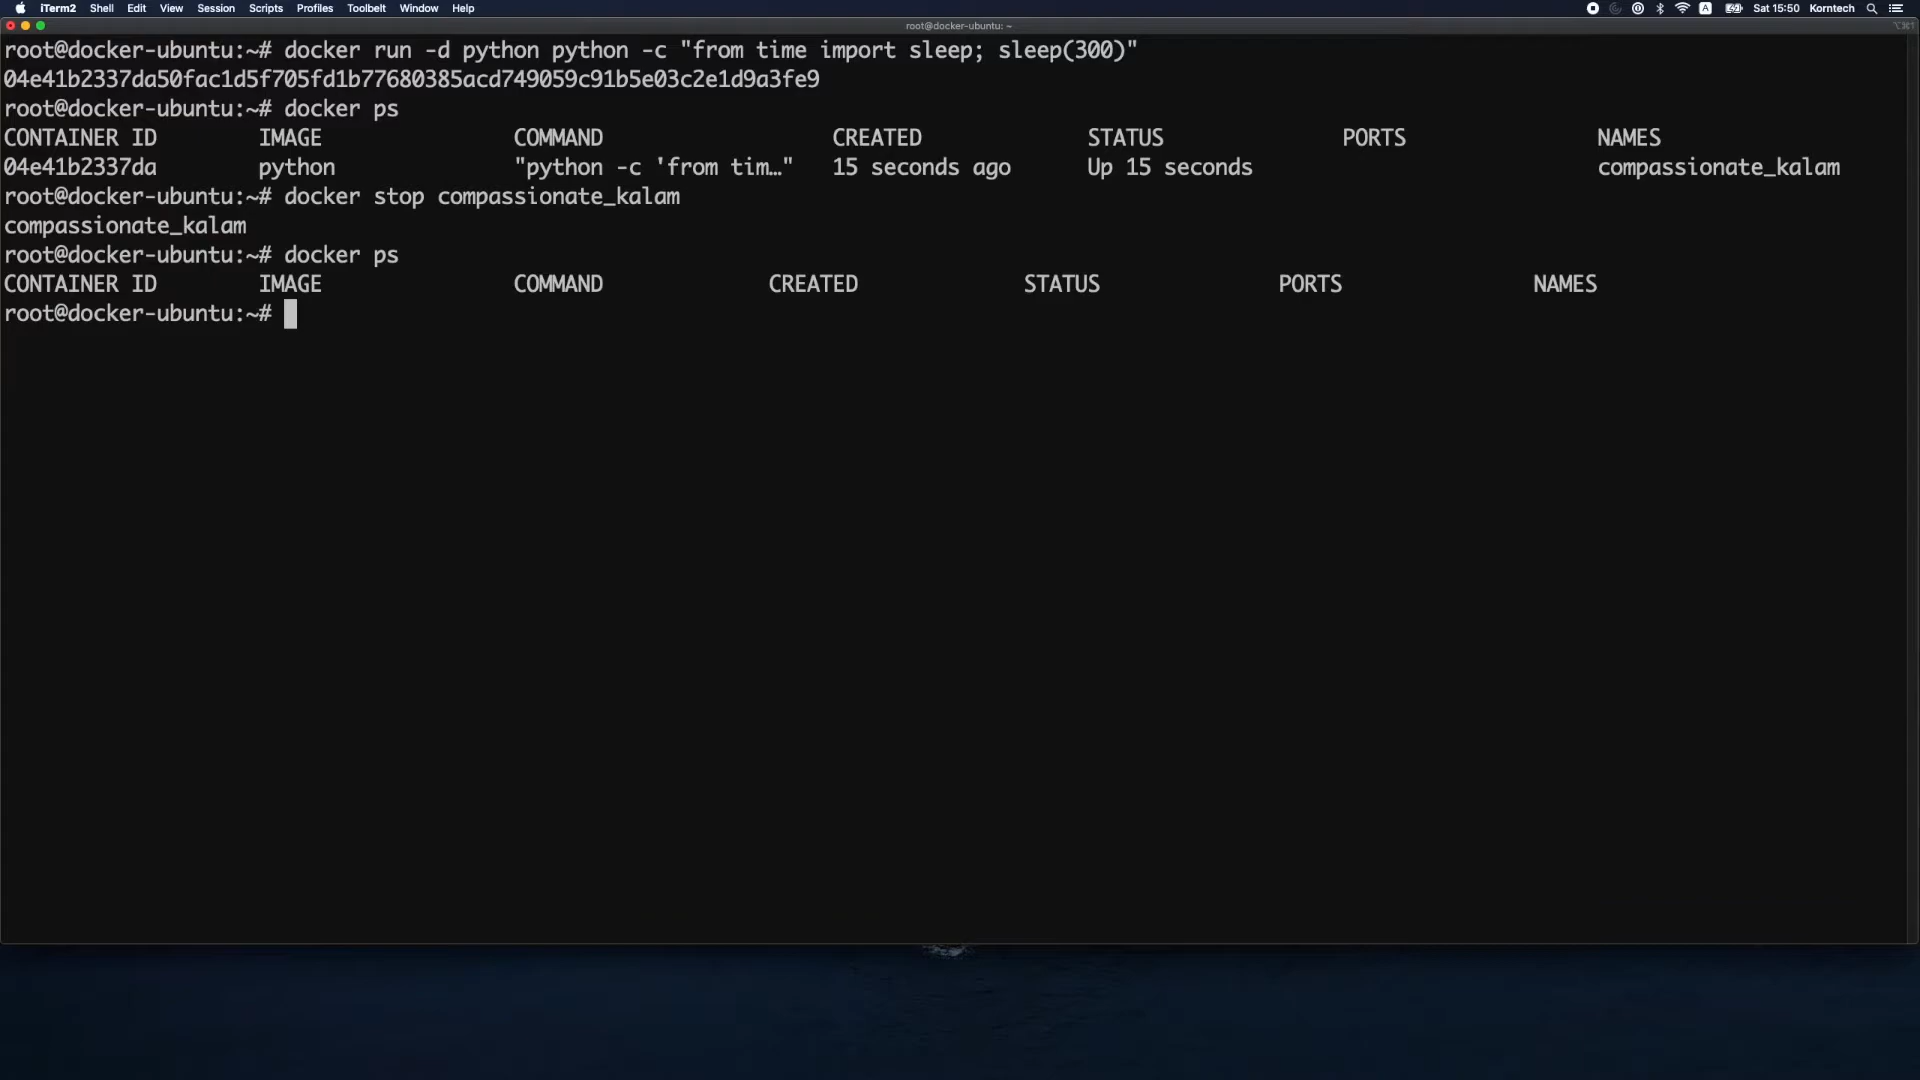 iTerm2 Shell Edit View Session Scripts Profiles Toolbelt Window Help A Sat 15:50 Korntech
root@docker-ubuntu: ~
root@docker-ubuntu:~# docker run -d python python -c "from time import sleep; sleep(300)"
04e41b2337da50fac1d5f705fd1b77680385acd749059c91b5e03c2e1d9a3fe9
root@docker-ubuntu:~# docker ps
CONTAINER ID IMAGE COMMAND CREATED STATUS PORTS NAMES
04e41b2337da python "python -c 'from tim…" 15 seconds ago Up 15 seconds compassionate_kalam
root@docker-ubuntu:~# docker stop compassionate_kalam
compassionate_kalam
root@docker-ubuntu:~# docker ps
CONTAINER ID IMAGE COMMAND CREATED STATUS PORTS NAMES
root@docker-ubuntu:~#